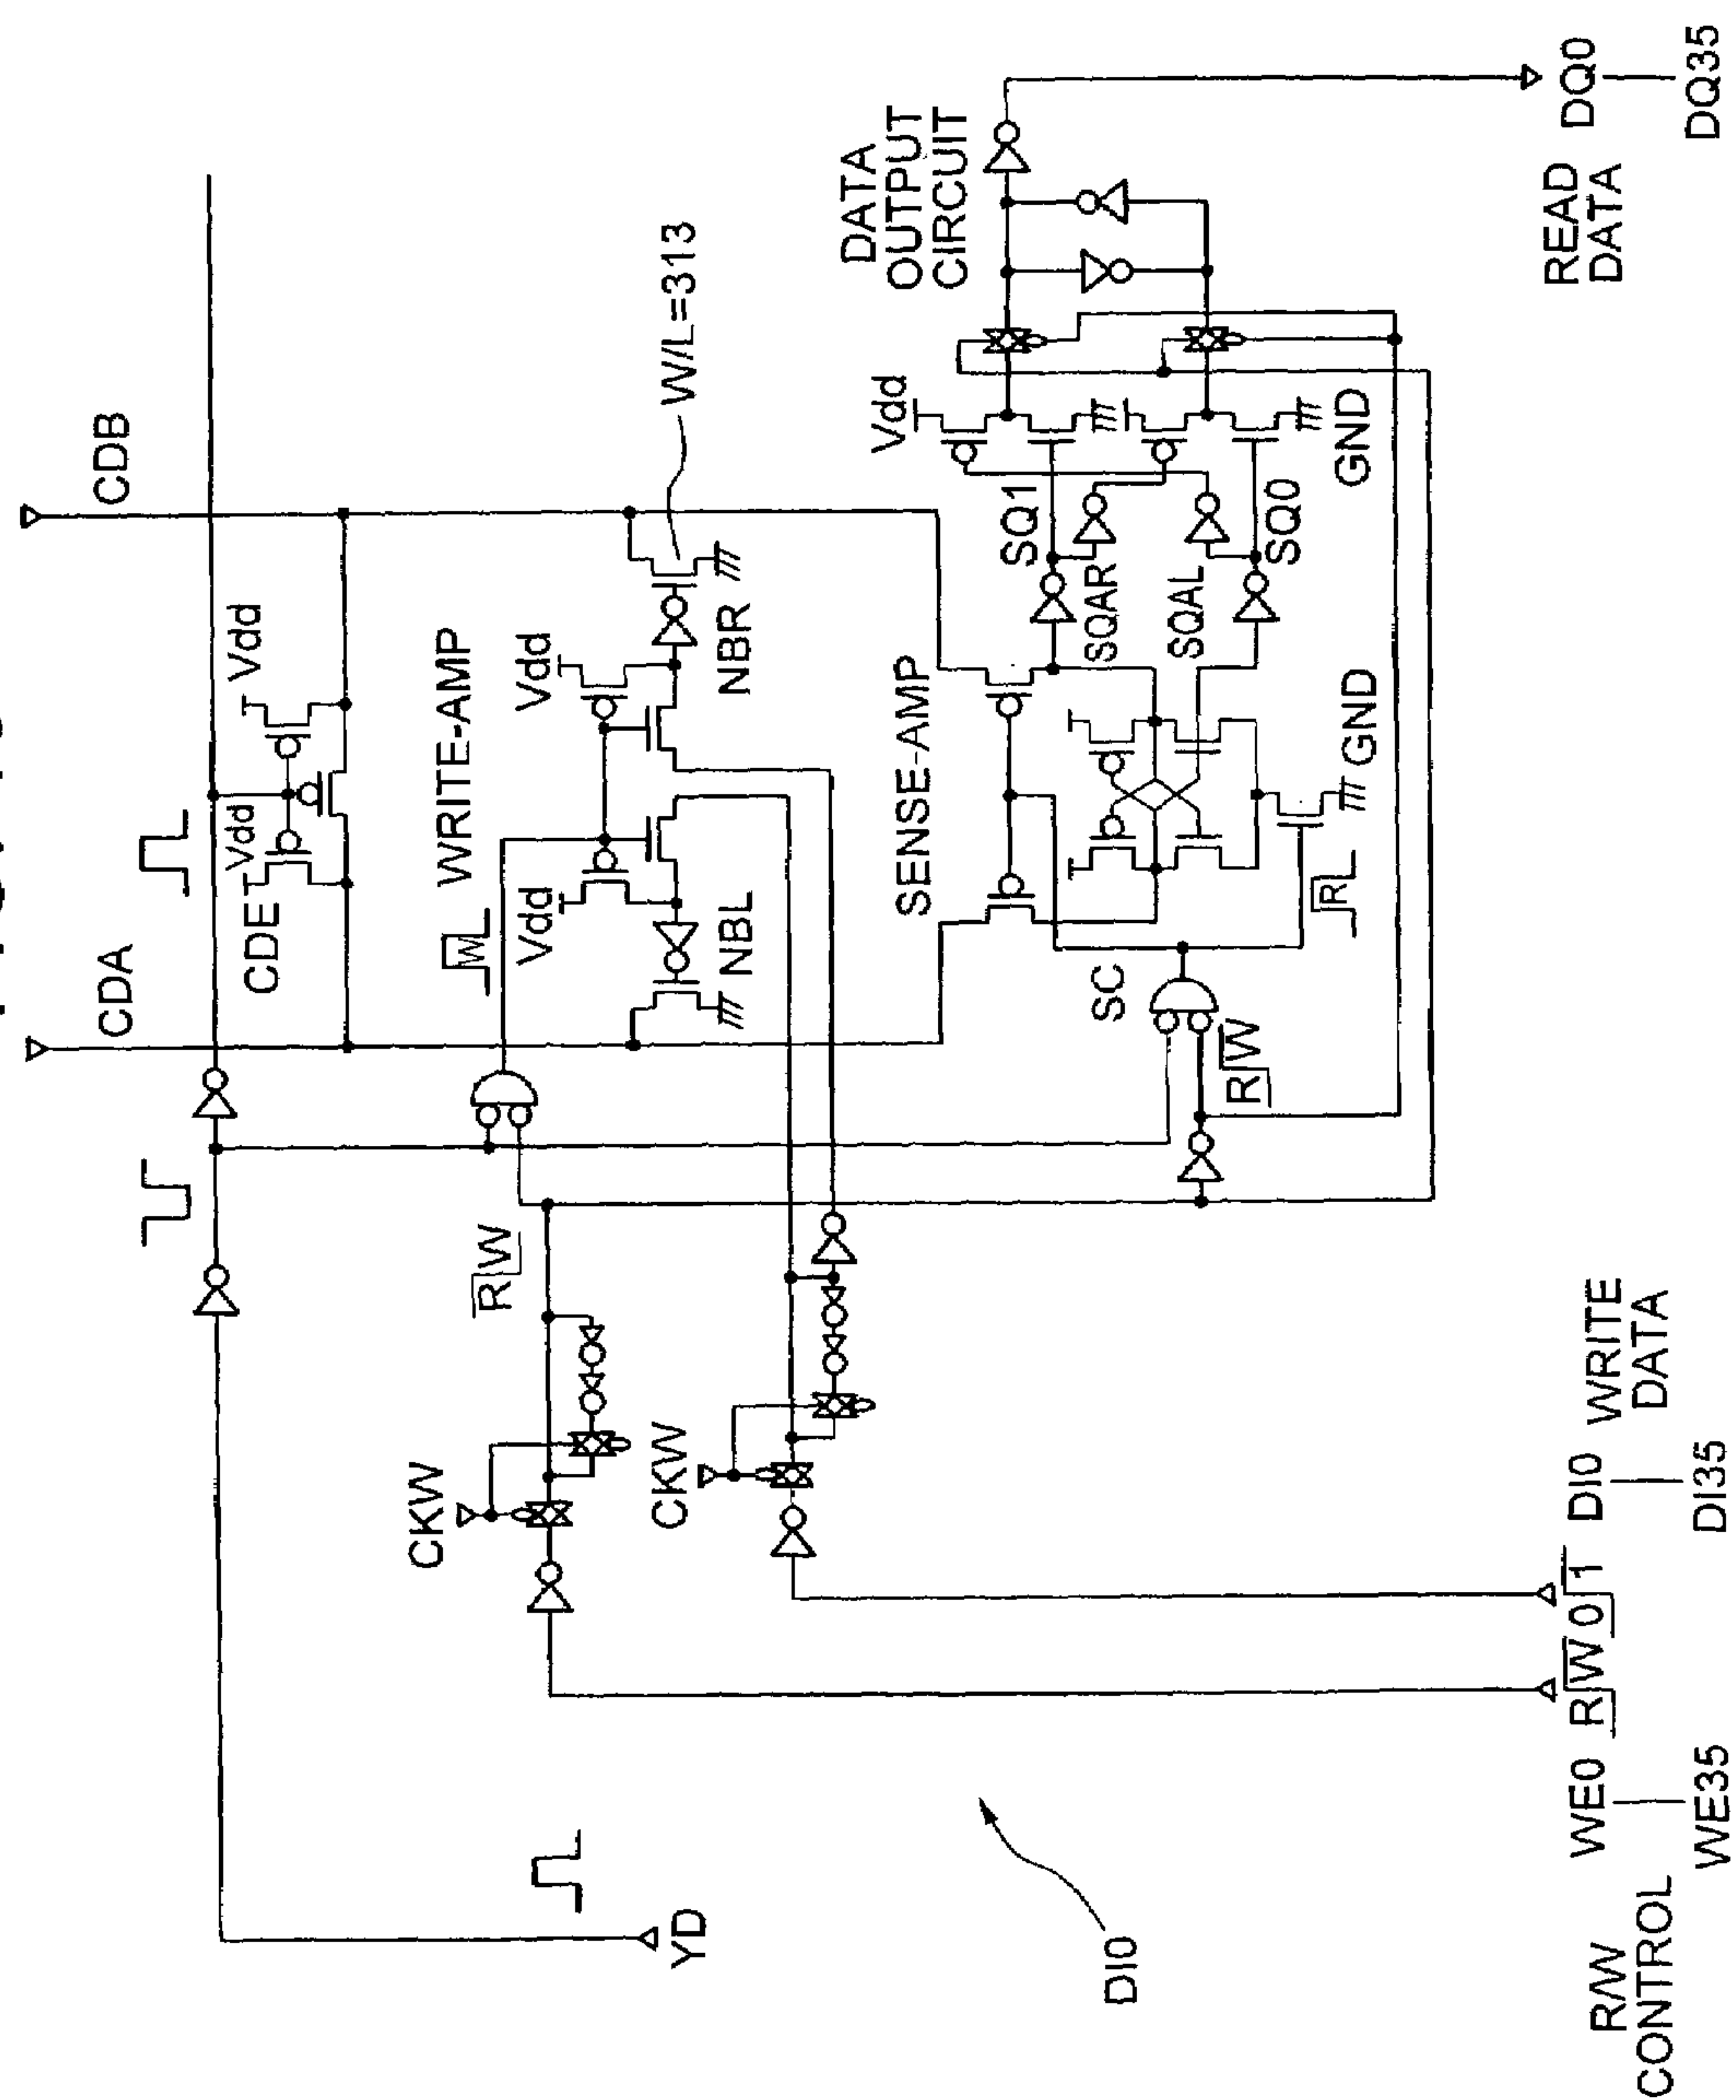 CDA
CDB
Vdd
Vdd
CDET
WRITE-AMP
W
Vdd
Vdd
NBL
NBR
W/L=313
R W
CKW
CKW
SENSE-AMP
SC
R W
R
GND
SQAR
SQAL
SQ1
SQ0
Vdd
GND
DATA
OUTPUT
CIRCUIT
YD
DI0
R/W
CONTROL
WE0 R W 0 1 DI0
WE35
DI35
WRITE
DATA
READ
DATA
DQ0
DQ35